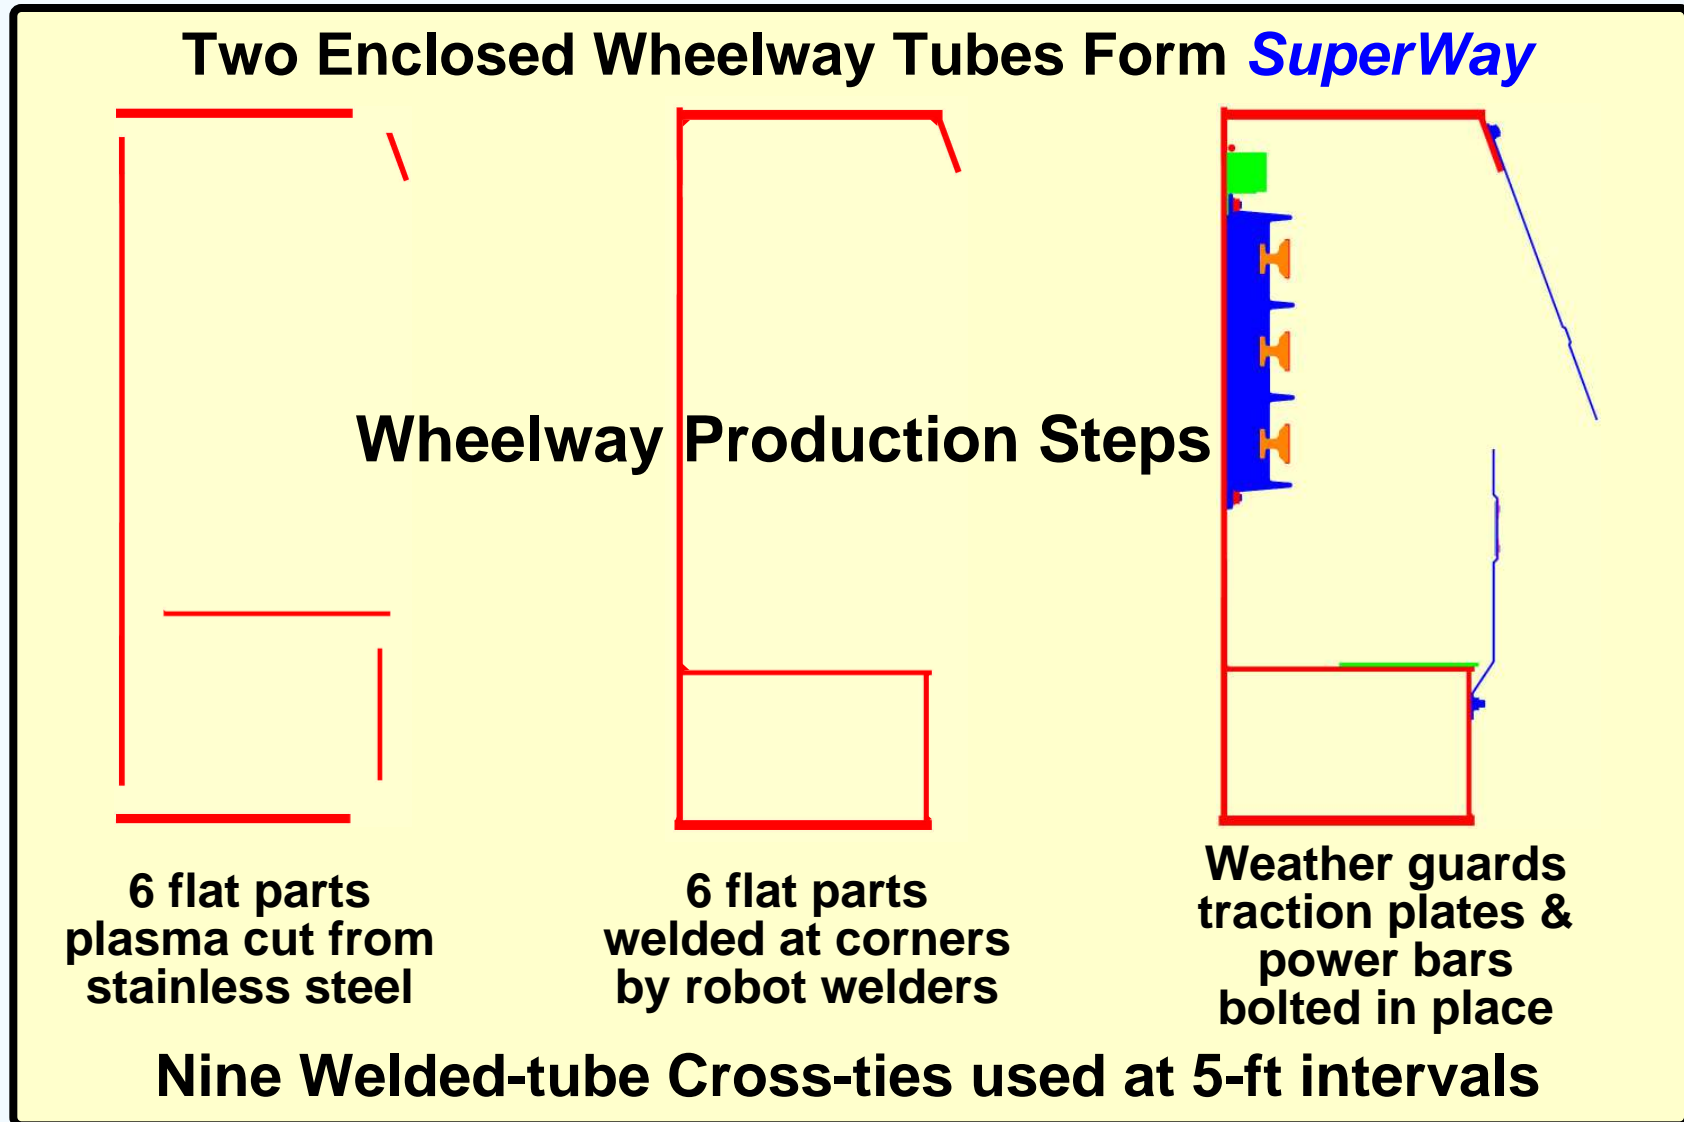 Two Enclosed Wheelway Tubes Form SuperWay
Wheelway Production Steps
6 flat parts
plasma cut from
stainless steel
6 flat parts
welded at corners
by robot welders
Weather guards
traction plates &
power bars
bolted in place
Nine Welded-tube Cross-ties used at 5-ft intervals